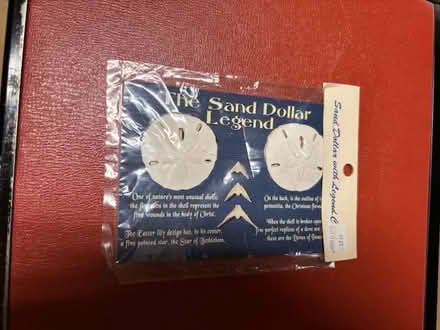 The Sand Dollar
Legend
One of nature's most unusual shells,
the five slits in the shell represent the
five wounds in the body of Christ.
The Easter lily design has, in its center,
a five pointed star, the Star of Bethlehem.
On the back, is the outline of
poinsettia, the Christmas flower
When the shell is broken open
five perfect replicas of a dove are
these are the Doves of
Sand Dollar with Legend C